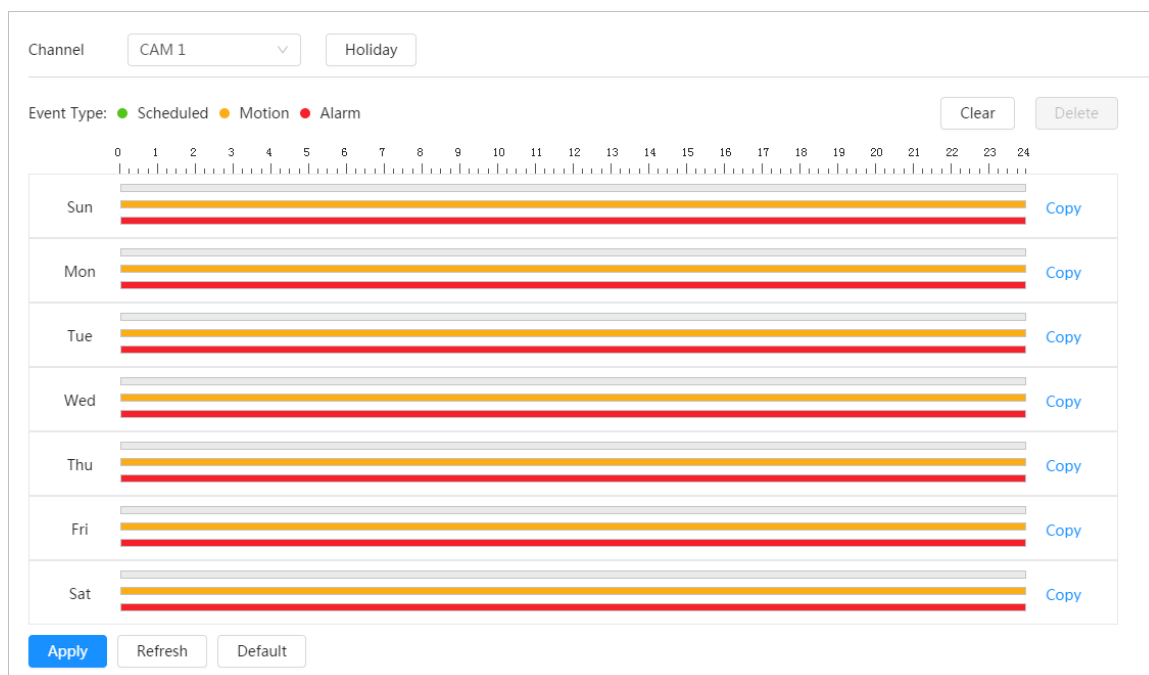 Channel CAM 1 Holiday
Event Type: Scheduled Motion Alarm Clear Delete
0 1 2 3 4 5 6 7 8 9 10 11 12 13 14 15 16 17 18 19 20 21 22 23 24
Sun Copy
Mon Copy
Tue Copy
Wed Copy
Thu Copy
Fri Copy
Sat Copy
Apply Refresh Default